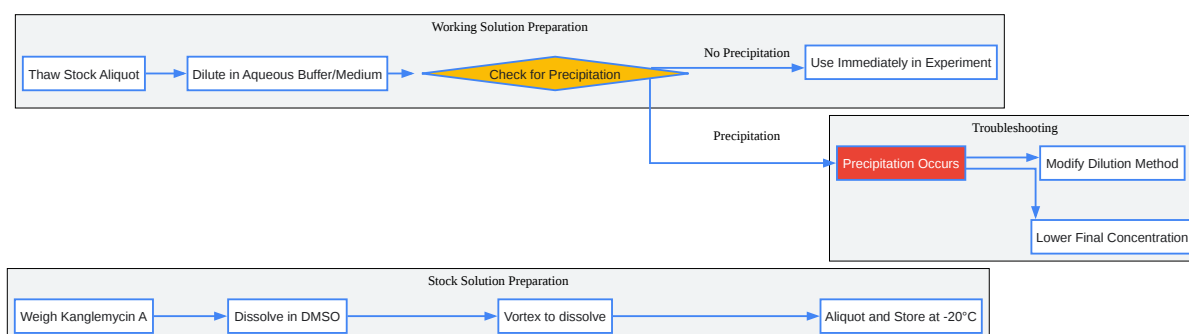 Working Solution Preparation
Thaw Stock Aliquot
Dilute in Aqueous Buffer/Medium
Check for Precipitation
No Precipitation
Use Immediately in Experiment
Precipitation
Troubleshooting
Precipitation Occurs
Modify Dilution Method
Lower Final Concentration
Stock Solution Preparation
Weigh Kanglemycin A
Dissolve in DMSO
Vortex to dissolve
Aliquot and Store at -20°C